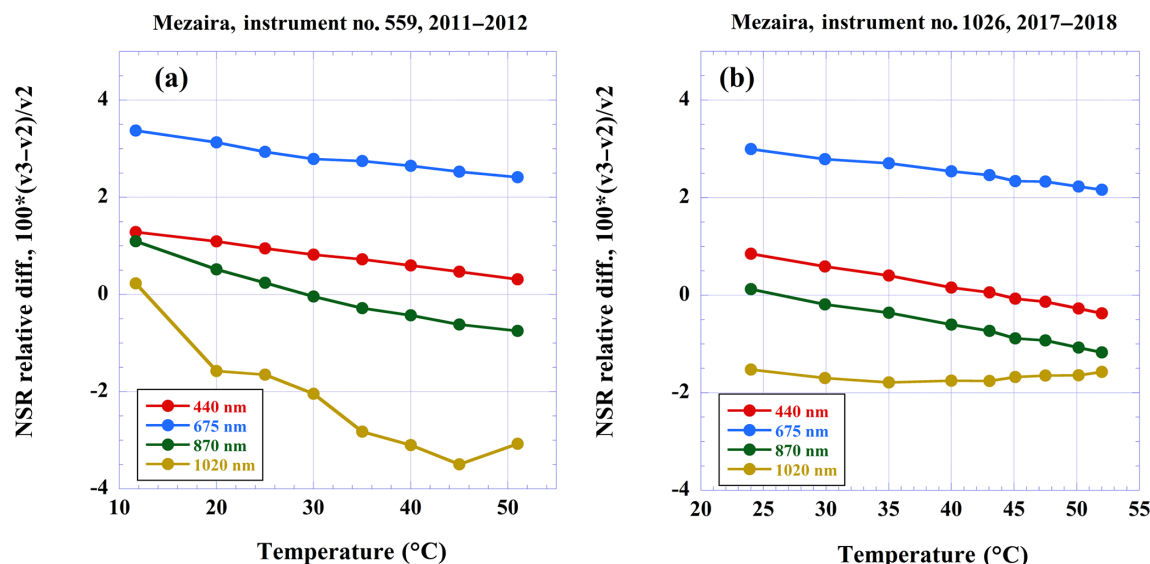 Mezaira, instrument no. 559, 2011–2012
(a)
NSR relative diff., 100*(v3–v2)/v2
4
2
0
-2
-4
440 nm
675 nm
870 nm
1020 nm
10 20 30 40 50
Temperature (°C)
Mezaira, instrument no. 1026, 2017–2018
(b)
NSR relative diff., 100*(v3–v2)/v2
4
2
0
-2
-4
440 nm
675 nm
870 nm
1020 nm
20 25 30 35 40 45 50 55
Temperature (°C)